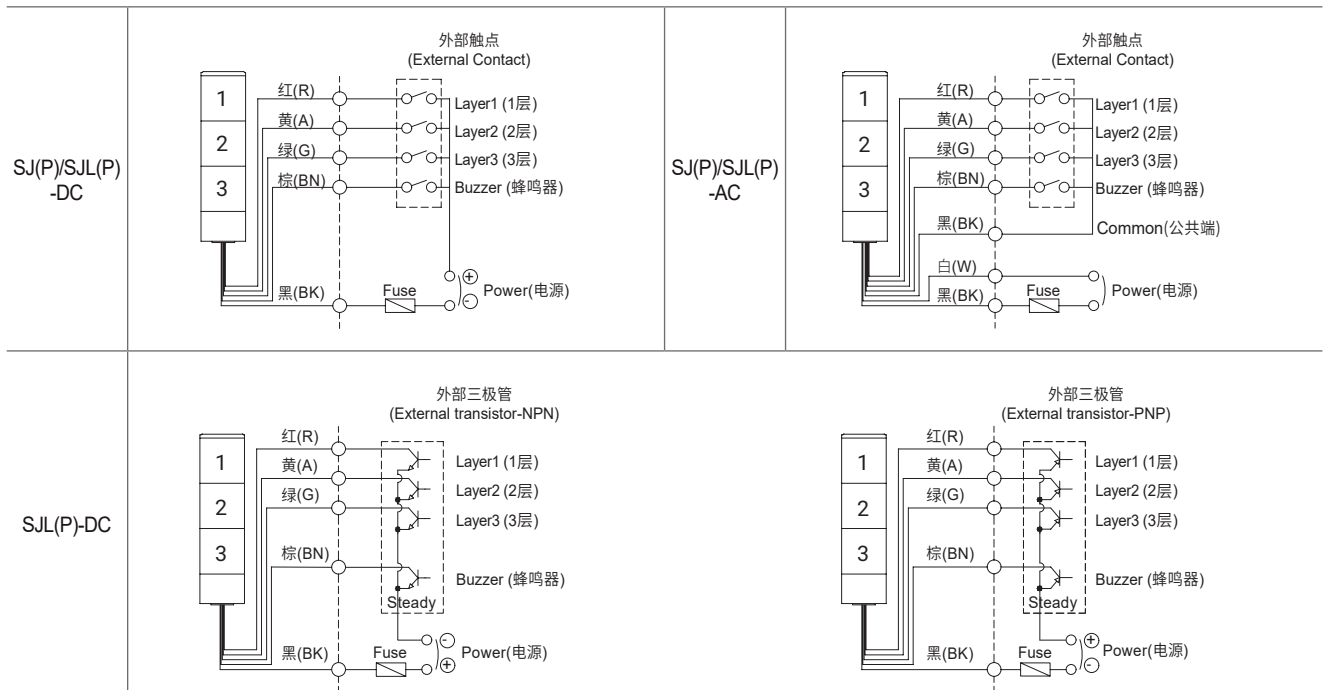 SJ(P)/SJL(P)
-DC
外部触点
(External Contact)
1
2
3
红(R)
黄(A)
绿(G)
棕(BN)
黑(BK)
Layer1 (1层)
Layer2 (2层)
Layer3 (3层)
Buzzer (蜂鸣器)
Fuse
+
-
Power(电源)
SJ(P)/SJL(P)
-AC
外部触点
(External Contact)
1
2
3
红(R)
黄(A)
绿(G)
棕(BN)
黑(BK)
白(W)
黑(BK)
Layer1 (1层)
Layer2 (2层)
Layer3 (3层)
Buzzer (蜂鸣器)
Common(公共端)
Fuse
Power(电源)
SJL(P)-DC
外部三极管
(External transistor-NPN)
1
2
3
红(R)
黄(A)
绿(G)
棕(BN)
黑(BK)
Layer1 (1层)
Layer2 (2层)
Layer3 (3层)
Buzzer (蜂鸣器)
Steady
Fuse
-
+
Power(电源)
外部三极管
(External transistor-PNP)
1
2
3
红(R)
黄(A)
绿(G)
棕(BN)
黑(BK)
Layer1 (1层)
Layer2 (2层)
Layer3 (3层)
Buzzer (蜂鸣器)
Steady
Fuse
+
-
Power(电源)